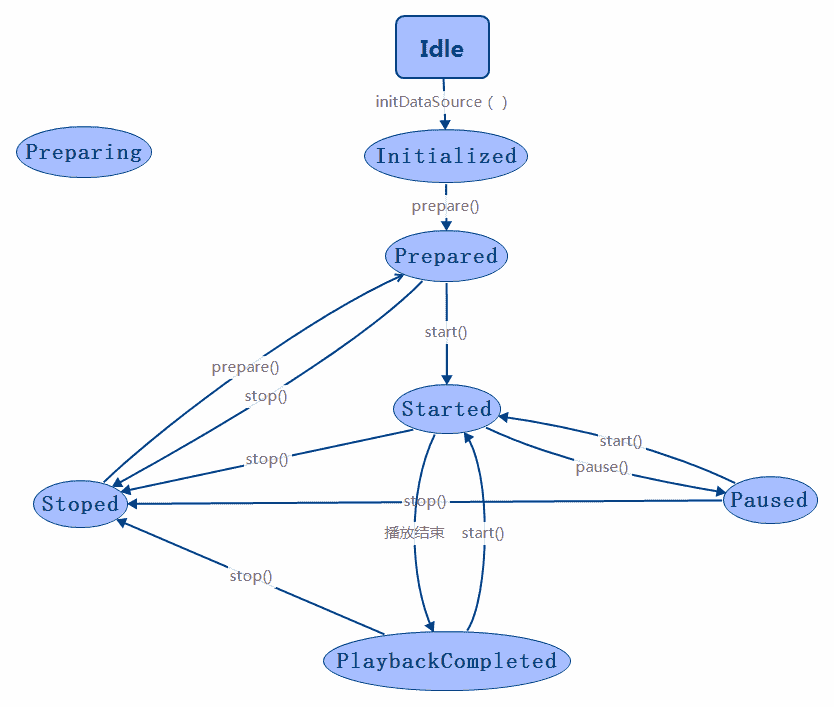 Idle
initDataSource ( )
Preparing
Initialized
prepare()
Prepared
start()
prepare()
stop()
Started
start()
stop()
pause()
Stoped
stop()
Paused
播放结束
start()
stop()
PlaybackCompleted